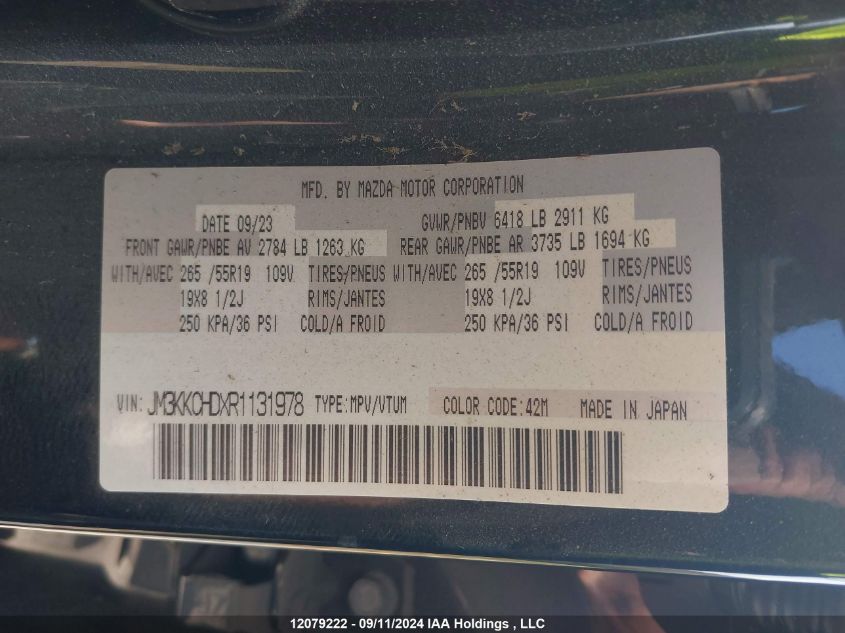 MFD. BY MAZDA MOTOR CORPORATION
DATE 09/23 GVWR/PNBV 6418 LB 2911 KG
FRONT GAWR/PNBE AV 2784 LB 1263 KG REAR GAWR/PNBE AR 3735 LB 1694 KG
WITH/AVEC 265 /55R19 109V TIRES/PNEUS WITH/AVEC 265 /55R19 109V TIRES/PNEUS
19X8 1/2J RIMS/JANTES 19X8 1/2J RIMS/JANTES
250 KPA/36 PSI COLD/A FROID 250 KPA/36 PSI COLD/A FROID
VIN: JM3KKCHDXR1131978 TYPE:MPV/VTUM COLOR CODE:42M MADE IN JAPAN
12079222 - 09/11/2024 IAA Holdings , LLC